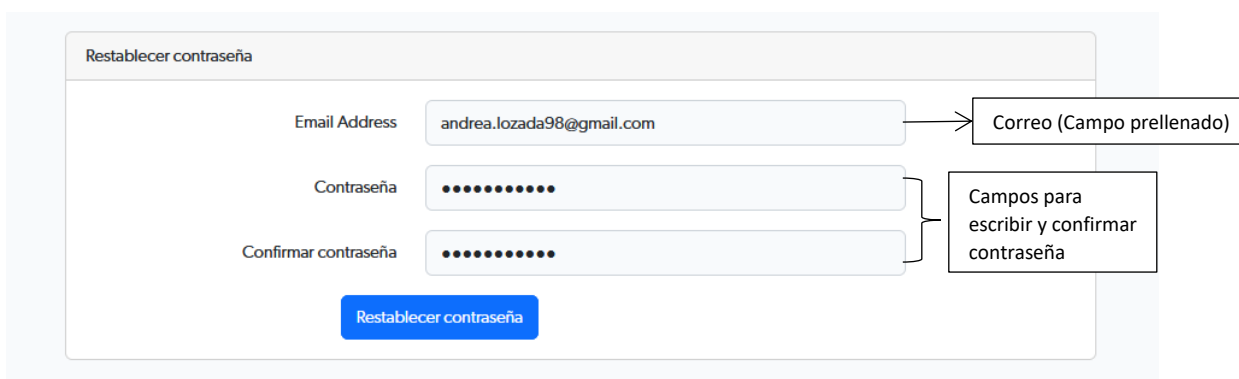 Restablecer contraseña
Email Address
andrea.lozada98@gmail.com
Correo (Campo prellenado)
Contraseña
●●●●●●●●●●●
Campos para
escribir y confirmar
contraseña
Confirmar contraseña
●●●●●●●●●●●
Restablecer contraseña